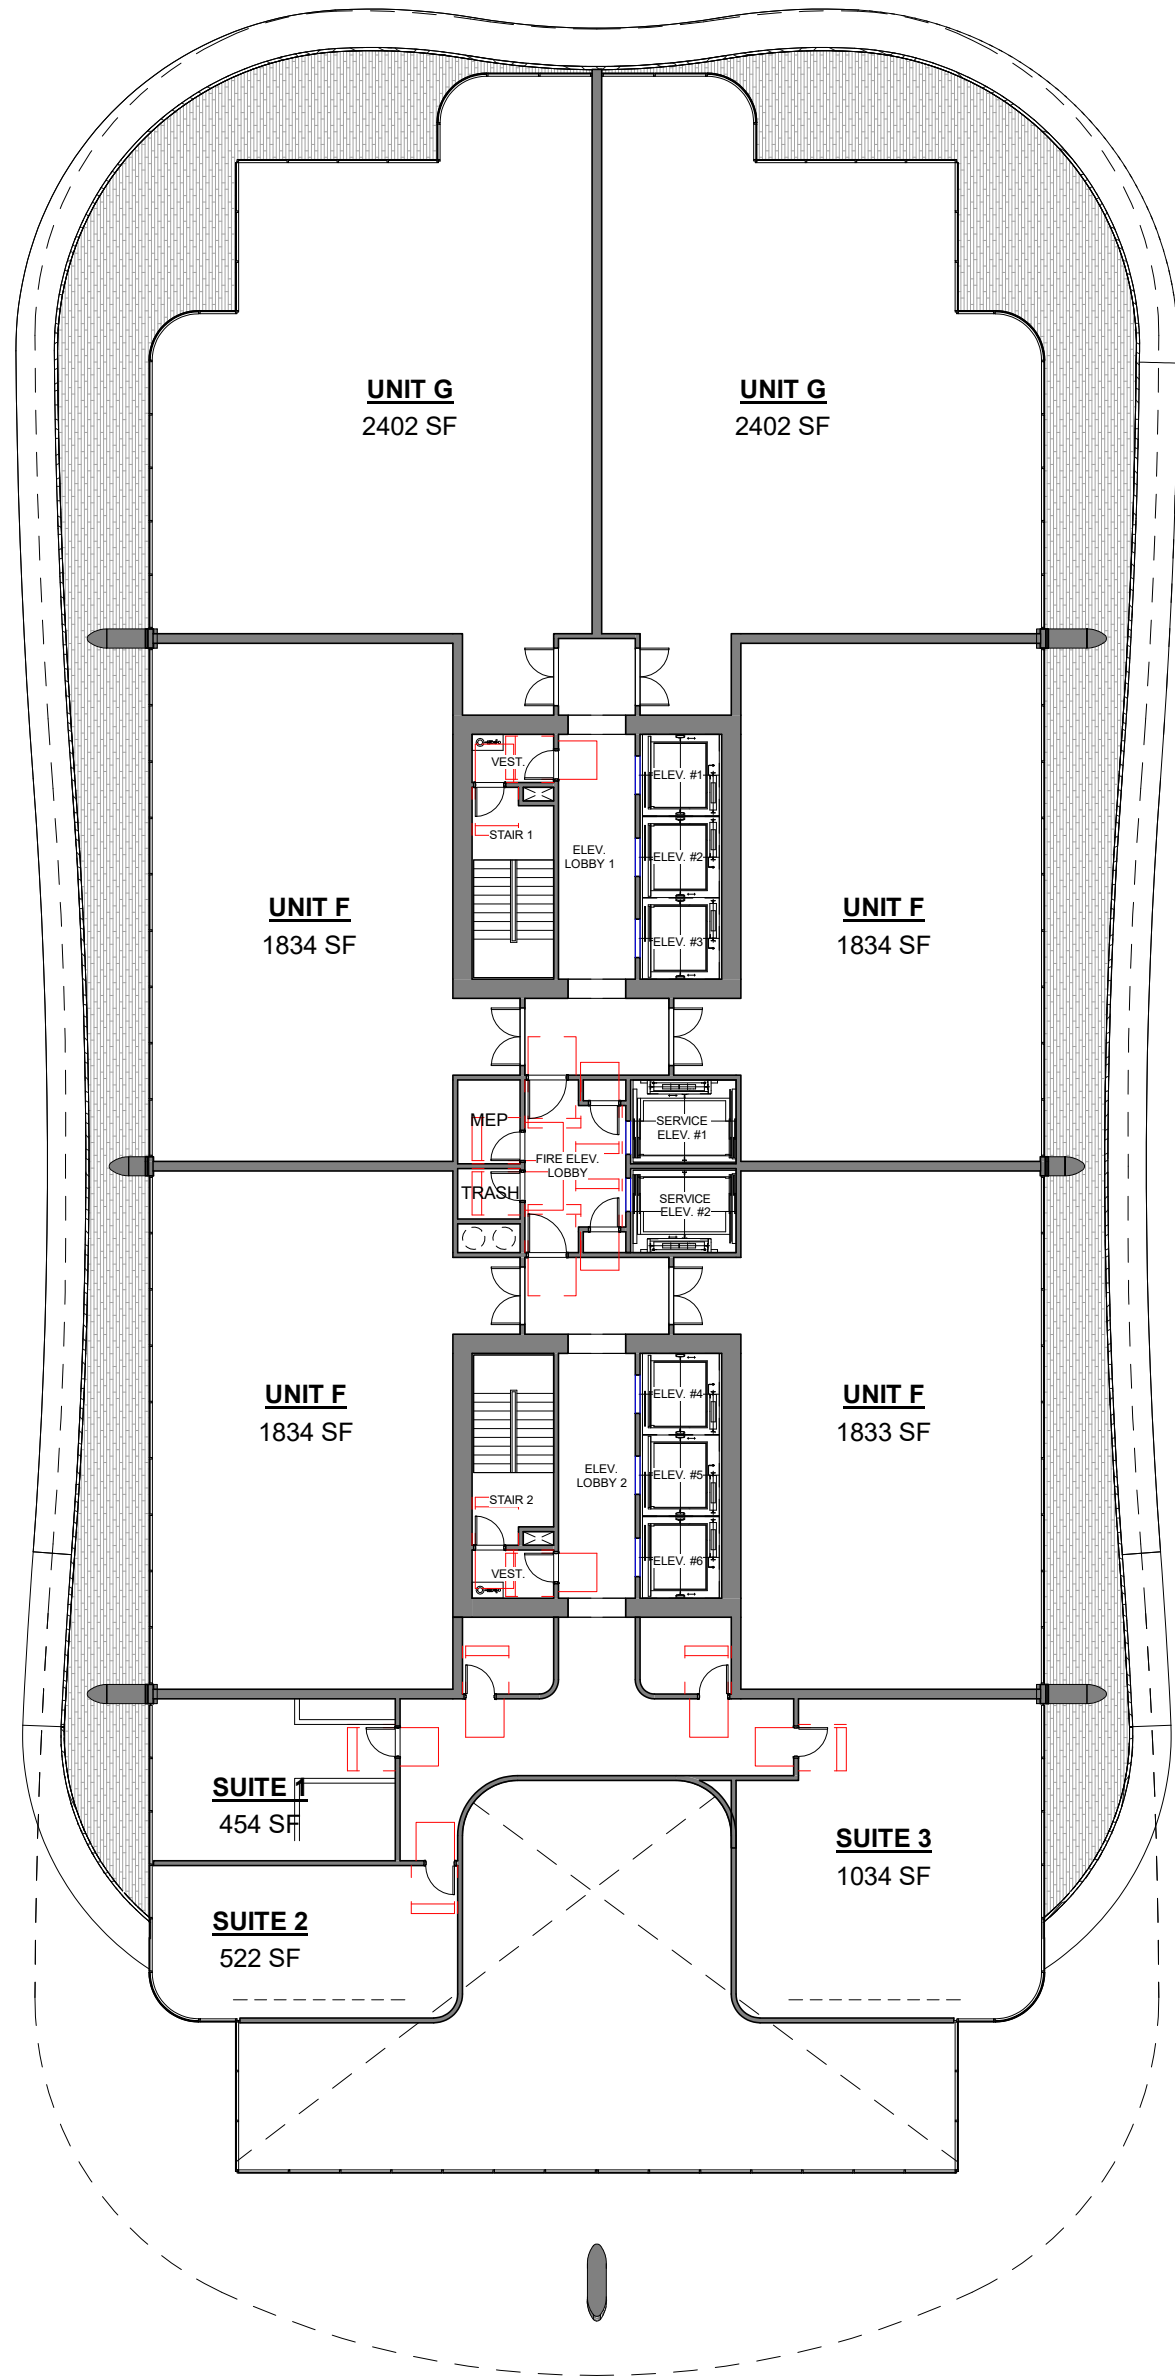 UNIT G
2402 SF
UNIT G
2402 SF
VEST.
ELEV. #1
STAIR 1
ELEV.
LOBBY 1
ELEV. #2
ELEV. #3
UNIT F
1834 SF
UNIT F
1834 SF
MEP
SERVICE
ELEV. #1
FIRE ELEV.
LOBBY
TRASH
SERVICE
ELEV. #2
UNIT F
1834 SF
UNIT F
1833 SF
ELEV. #4
ELEV.
LOBBY 2
ELEV. #5
STAIR 2
ELEV. #6
VEST.
SUITE 1
454 SF
SUITE 3
1034 SF
SUITE 2
522 SF